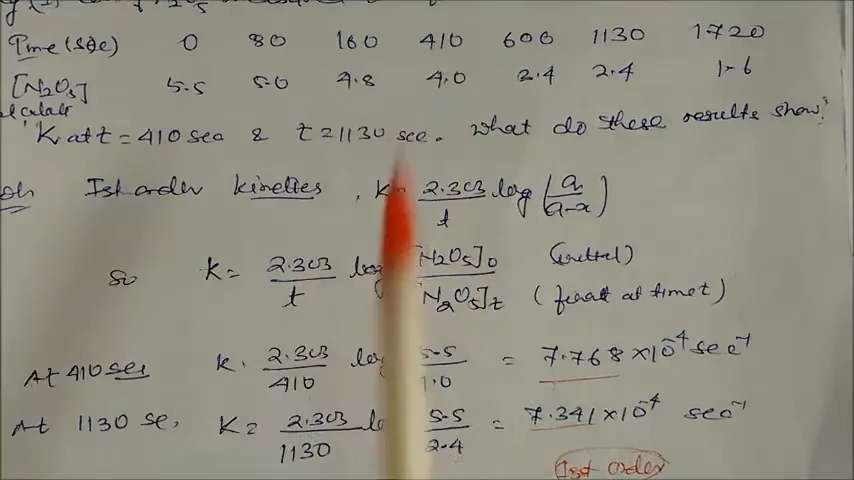 Time (sec) 0 80 160 410 600 1130 1720
[N2O5] 5.5 5.0 4.8 4.0 2.4 2.4 1.6
K at t = 410 sec & t = 1130 sec. What do these results show?
Ist order kinetics, K = 2.303/t log (a/a-x)
So K = 2.303/t log [N2O5]0 / [N2O5]t (initial) (final at time t)
At 410 sec K = 2.303/410 log 5.5/4.0 = 7.768 × 10^-4 sec^-1
At 1130 se, K = 2.303/1130 log 5.5/2.4 = 7.341 × 10^-4 sec^-1
Ist order